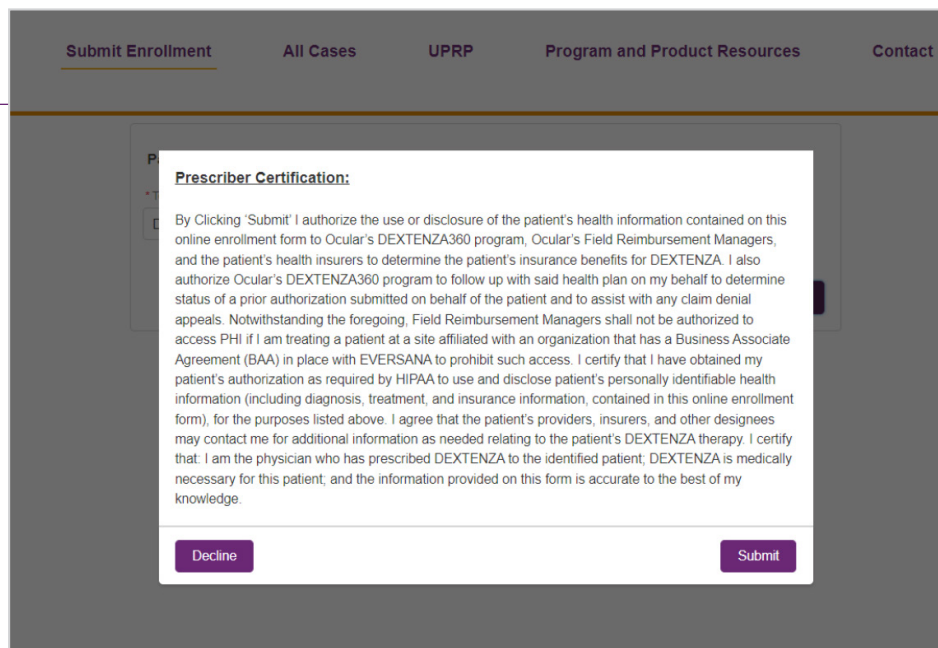 Submit Enrollment All Cases UPRP Program and Product Resources Contact
Prescriber Certification:
By Clicking ‘Submit’ I authorize the use or disclosure of the patient’s health information contained on this
online enrollment form to Ocular’s DEXTENZA360 program, Ocular’s Field Reimbursement Managers,
and the patient’s health insurers to determine the patient’s insurance benefits for DEXTENZA. I also
authorize Ocular’s DEXTENZA360 program to follow up with said health plan on my behalf to determine
status of a prior authorization submitted on behalf of the patient and to assist with any claim denial
appeals. Notwithstanding the foregoing, Field Reimbursement Managers shall not be authorized to
access PHI if I am treating a patient at a site affiliated with an organization that has a Business Associate
Agreement (BAA) in place with EVERSANA to prohibit such access. I certify that I have obtained my
patient’s authorization as required by HIPAA to use and disclose patient’s personally identifiable health
information (including diagnosis, treatment, and insurance information, contained in this online enrollment
form), for the purposes listed above. I agree that the patient’s providers, insurers, and other designees
may contact me for additional information as needed relating to the patient’s DEXTENZA therapy. I certify
that: I am the physician who has prescribed DEXTENZA to the identified patient; DEXTENZA is medically
necessary for this patient; and the information provided on this form is accurate to the best of my
knowledge.
Decline Submit